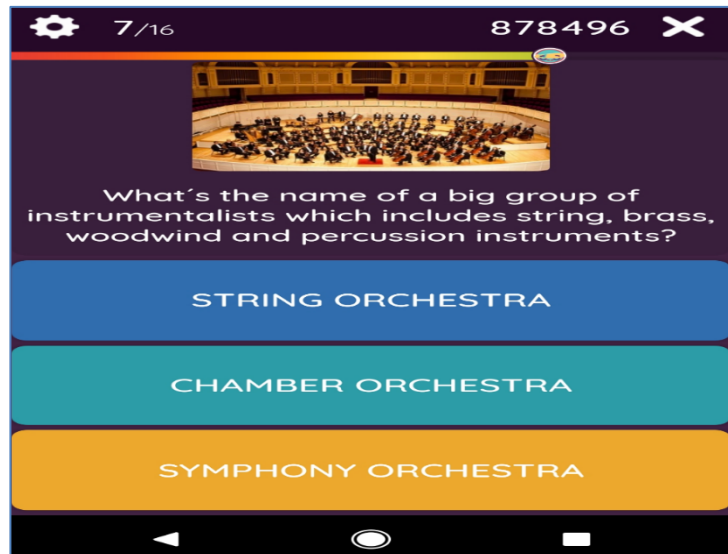 7/16 878496
What´s the name of a big group of
instrumentalists which includes string, brass,
woodwind and percussion instruments?
STRING ORCHESTRA
CHAMBER ORCHESTRA
SYMPHONY ORCHESTRA